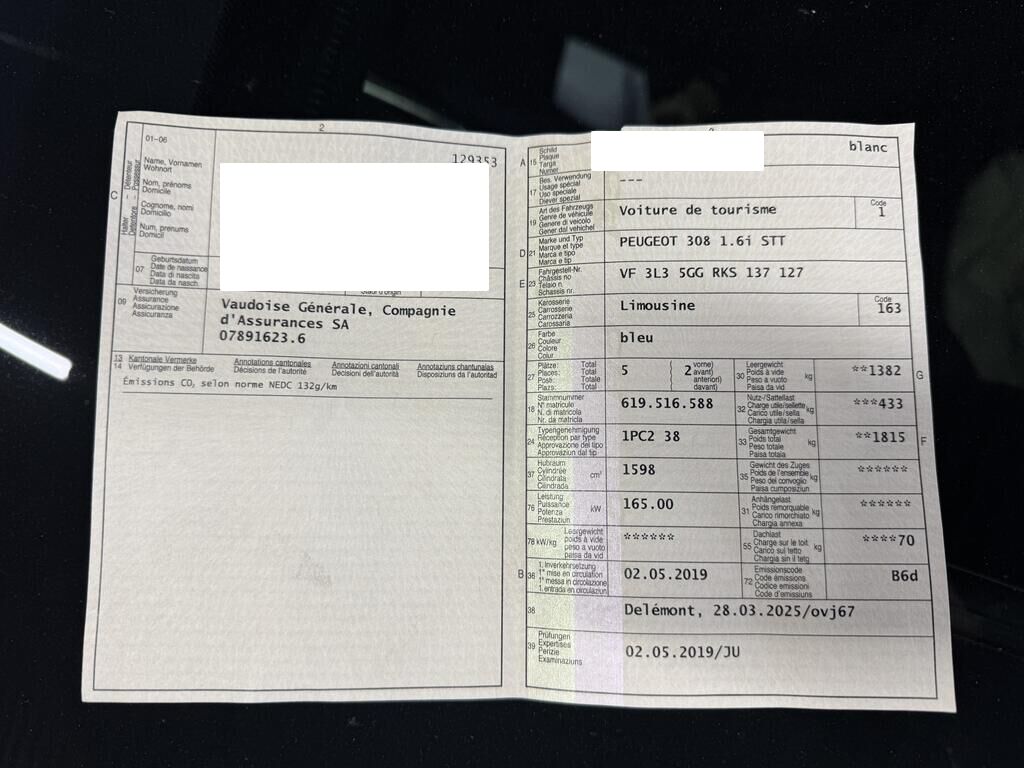 2
01-06
129353
C
Halter – Détenteur
Detentore – Possessur
Name, Vornamen
Wohnort
Nom, prénoms
Domicile
Cognome, nomi
Domicilio
Num, prenums
Domicil
07
Geburtsdatum
Date de naissance
Data di nascita
Data da nasch.
09
Versicherung
Assurance
Assicurazione
Assicuranza
Vaudoise Générale, Compagnie
d'Assurances SA
07891623.6
13 Kantonale Vermerke Annotations cantonales Annotazioni cantonali Annotaziuns chantunalas
14 Verfügungen der Behörde Décisions de l'autorité Decisioni dell'autorità Disposiziuns da l'autoritad
Émissions CO₂ selon norme NEDC 132g/km
A 15
Schild
Plaque
Targa
Numer
blanc
17
Bes. Verwendung
Usage spécial
Uso speciale
Diever spezial
---
19
Art des Fahrzeugs
Genre de véhicule
Genere di veicolo
Gener dal vehichel
Voiture de tourisme
Code
1
D 21
Marke und Typ
Marque et type
Marca e tipo
Marca e tip
PEUGEOT 308 1.6i STT
E 23
Fahrgestell-Nr.
Châssis no
Telaio n.
Schassis nr.
VF 3L3 5GG RKS 137 127
25
Karosserie
Carrosserie
Carrozzeria
Carossaria
Limousine
Code
163
26
Farbe
Couleur
Colore
Colur
bleu
27
Plätze: Total
Places: Total
Posti: Totale
Plazs: Total
5
( 2 vorne)
avant)
anteriori)
davant)
30
Leergewicht
Poids à vide
Peso a vuoto
Paisa da vid
kg
**1382
G
18
Stammnummer
N° matricule
N. di matricola
Nr. da matricla
619.516.588
32
Nutz-/Sattellast
Charge utile/sellette
Carico utile/sella
Chargia utila/sella
kg
***433
24
Typengenehmigung
Réception par type
Approvazione del tipo
Approvaziun dal tip
1PC2 38
33
Gesamtgewicht
Poids total
Peso totale
Paisa totala
kg
**1815
F
37
Hubraum
Cylindrée
Cilindrata
Cilindrada
cm³
1598
35
Gewicht des Zuges
Poids de l'ensemble
Peso del convoglio
Paisa cumposiziun
kg
******
76
Leistung
Puissance
Potenza
Prestaziun
kW
165.00
31
Anhängelast
Poids remorquable
Carico rimorchiato
Chargia annexa
kg
******
78 kW/kg
Leergewicht
poids à vide
peso a vuoto
paisa da vid
******
55
Dachlast
Charge sur le toit
Carico sul tetto
Chargia sin il tetg
kg
****70
B 36
1. Inverkehrsetzung
1re mise en circulation
1a messa in circolazione
1. entrada en circulaziun
02.05.2019
72
Emissionscode
Code émissions
Codice emissioni
Code d'emissiuns
B6d
38
Delémont, 28.03.2025/ovj67
39
Prüfungen
Expertises
Perizie
Examinaziuns
02.05.2019/JU